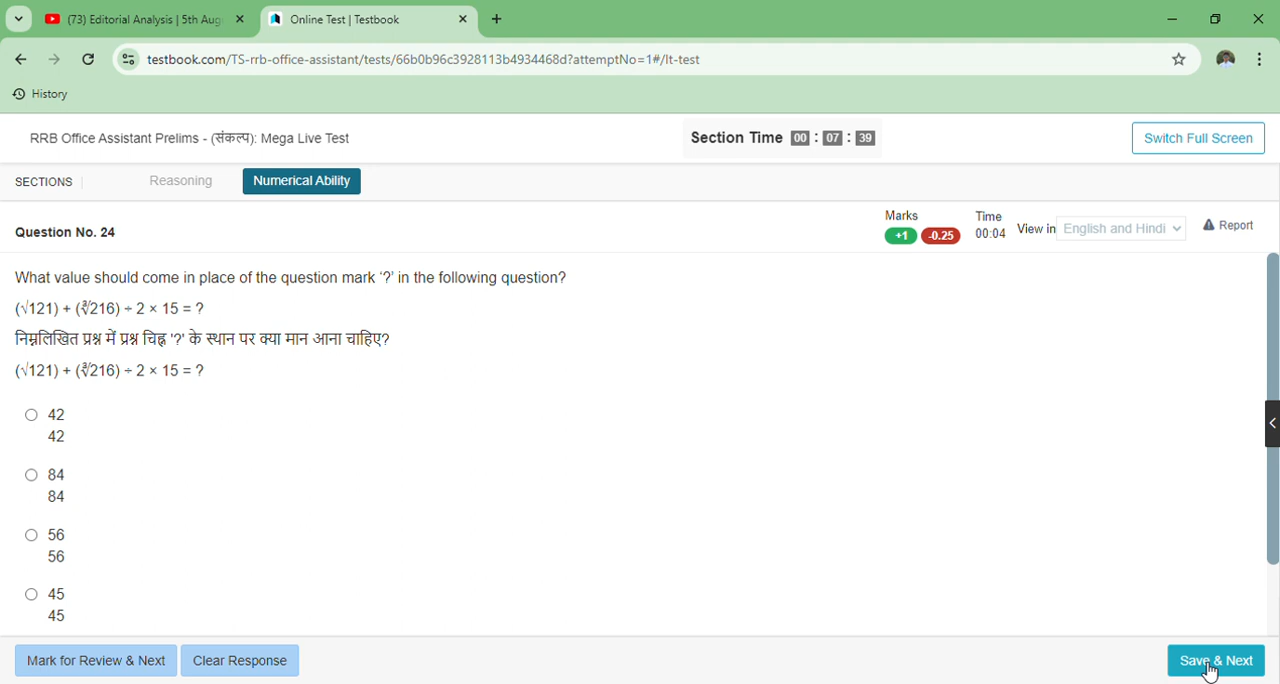 (73) Editorial Analysis | 5th Aug
Online Test | Testbook
testbook.com/TS-rrb-office-assistant/tests/66b0b96c3928113b4934468d?attemptNo=1#/lt-test
History
RRB Office Assistant Prelims - (संकल्प): Mega Live Test
Section Time 00 : 07 : 39
Switch Full Screen
SECTIONS
Reasoning
Numerical Ability
Question No. 24
Marks
+1 -0.25
Time
00:04
View in English and Hindi
Report
What value should come in place of the question mark ‘?’ in the following question?
(√121) + (∛216) ÷ 2 × 15 = ?
निम्नलिखित प्रश्न में प्रश्न चिह्न '?' के स्थान पर क्या मान आना चाहिए?
(√121) + (∛216) ÷ 2 × 15 = ?
42
42
84
84
56
56
45
45
Mark for Review & Next
Clear Response
Save & Next